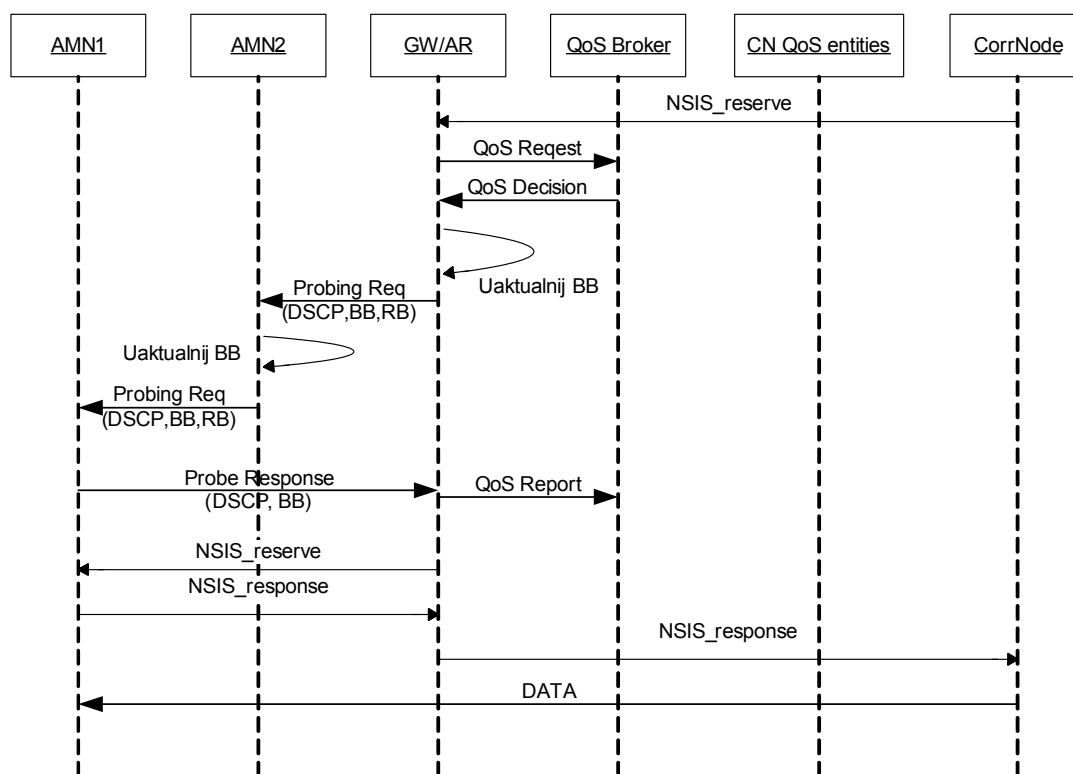 AMN1
AMN2
GW/AR
QoS Broker
CN QoS entities
CorrNode
NSIS_reserve
QoS Reqest
QoS Decision
Uaktualnij BB
Probing Req
(DSCP,BB,RB)
Uaktualnij BB
Probing Req
(DSCP,BB,RB)
Probe Response
(DSCP, BB)
QoS Report
NSIS_reserve
NSIS_response
NSIS_response
DATA